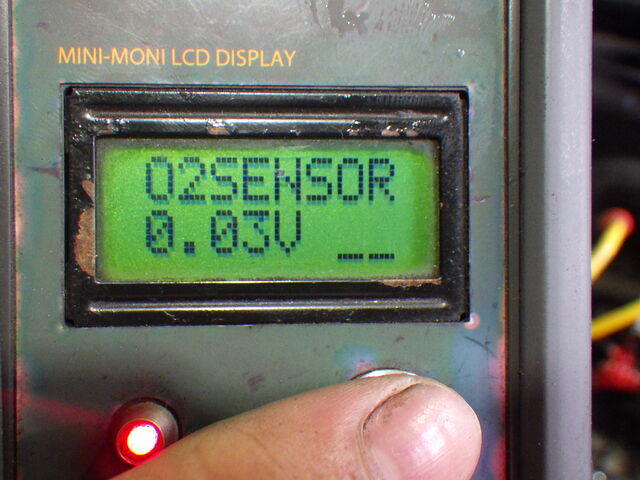 MINI-MONI LCD DISPLAY
O2SENSOR
0.03V __